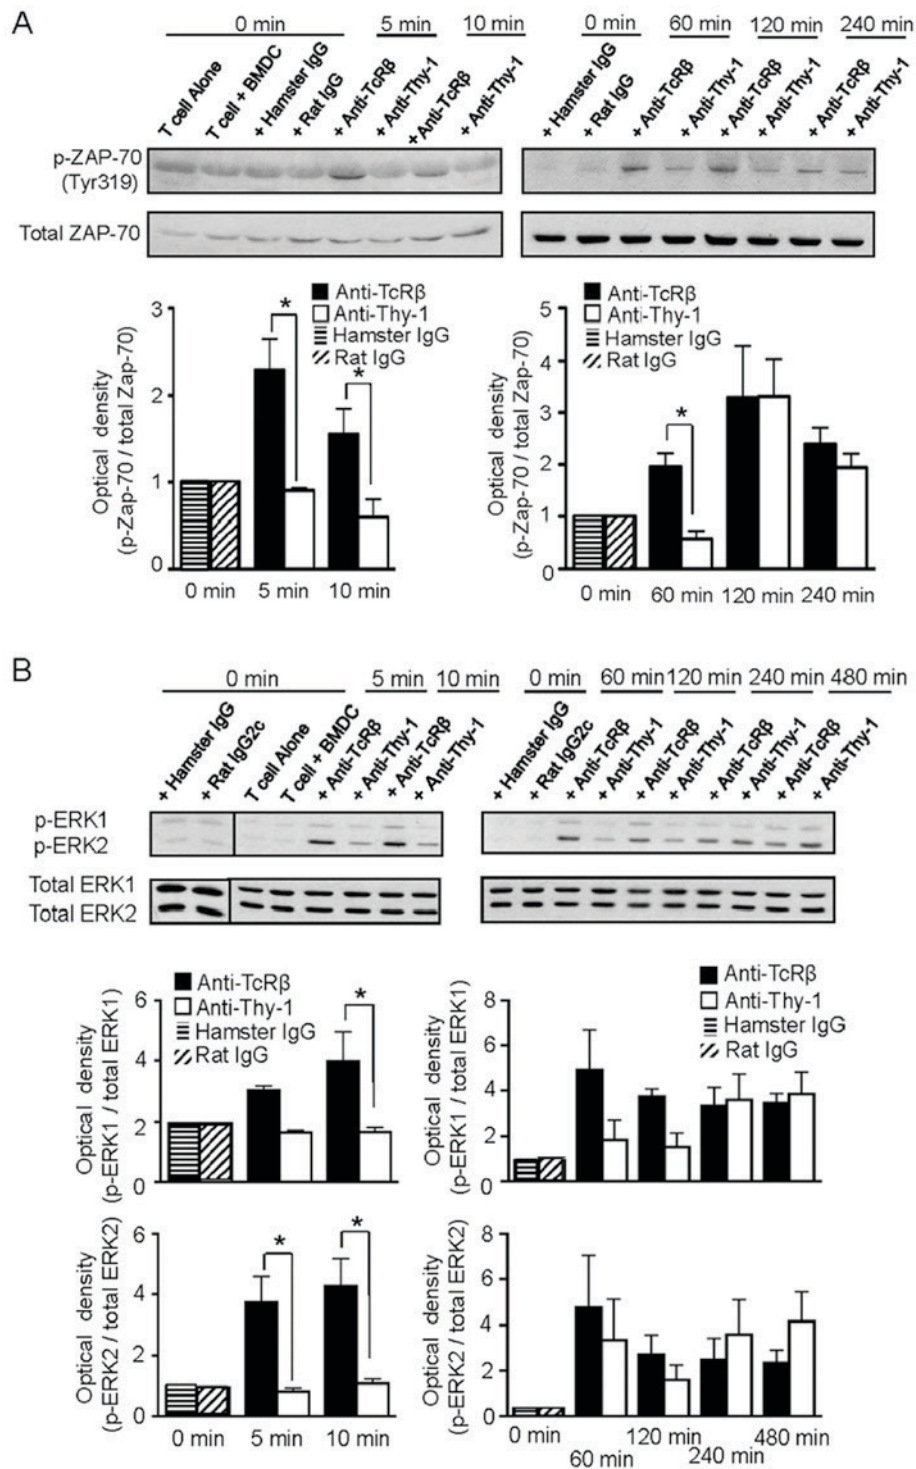 A
0 min 5 min 10 min
0 min 60 min 120 min 240 min
T cell Alone
T cell + BMDC
+ Hamster IgG
+ Rat IgG
+ Anti-TcRβ
+ Anti-Thy-1
+ Anti-TcRβ
+ Anti-Thy-1
+ Hamster IgG
+ Rat IgG
+ Anti-TcRβ
+ Anti-Thy-1
+ Anti-TcRβ
+ Anti-Thy-1
+ Anti-TcRβ
+ Anti-Thy-1
p-ZAP-70
(Tyr319)
Total ZAP-70
Optical density
(p-Zap-70 / total Zap-70)
3
2
1
0
Anti-TcRβ
Anti-Thy-1
Hamster IgG
Rat IgG
*
*
0 min 5 min 10 min
Optical density
(p-Zap-70 / total Zap-70)
5
4
3
2
1
0
Anti-TcRβ
Anti-Thy-1
Hamster IgG
Rat IgG
*
0 min 60 min 120 min 240 min
B
0 min 5 min 10 min
0 min 60 min 120 min 240 min 480 min
+ Hamster IgG
+ Rat IgG2c
T cell Alone
T cell + BMDC
+ Anti-TcRβ
+ Anti-Thy-1
+ Anti-TcRβ
+ Anti-Thy-1
+ Hamster IgG
+ Rat IgG2c
+ Anti-TcRβ
+ Anti-Thy-1
+ Anti-TcRβ
+ Anti-Thy-1
+ Anti-TcRβ
+ Anti-Thy-1
+ Anti-TcRβ
+ Anti-Thy-1
p-ERK1
p-ERK2
Total ERK1
Total ERK2
Optical density
(p-ERK1 / total ERK1)
6
4
2
0
Anti-TcRβ
Anti-Thy-1
Hamster IgG
Rat IgG
*
Optical density
(p-ERK1 / total ERK1)
8
6
4
2
0
Anti-TcRβ
Anti-Thy-1
Hamster IgG
Rat IgG
Optical density
(p-ERK2 / total ERK2)
6
4
2
0
*
*
0 min 5 min 10 min
Optical density
(p-ERK2 / total ERK2)
8
6
4
2
0
0 min 120 min 480 min
60 min 240 min